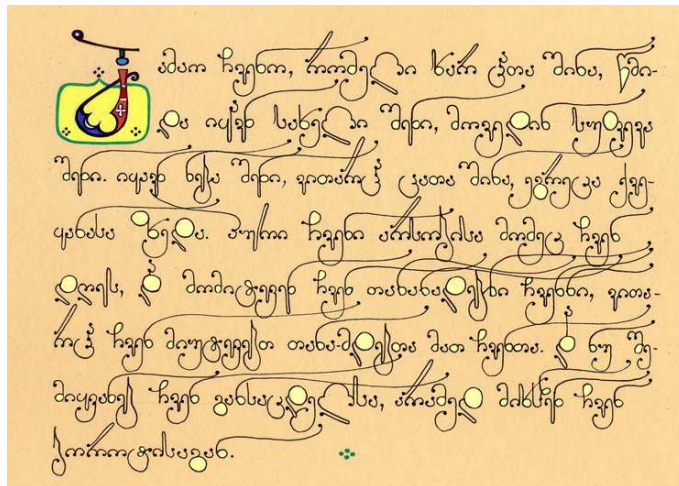 მამაო ჩვენო, რომელი ხარ ცათა შინა, წმი-
და იყავნ სახელი შენი, მოვედინ სუფევა
შენი. იყავნ ნება შენი, ვითარცა ცათა შინა, ეგრეცა ქვე-
ყანასა ზედა. პური ჩვენი არსობისა მომეც ჩვენ
დღეს, და მომიტევენ ჩვენ თანანადებნი ჩვენნი, ვითა-
რცა ჩვენ მიუტევებთ თანა-მდებთა მათ ჩვენთა. და ნუ შე-
მიყვანებ ჩვენ განსაცდელსა, არამედ მიხსენ ჩვენ
ბოროტისაგან.